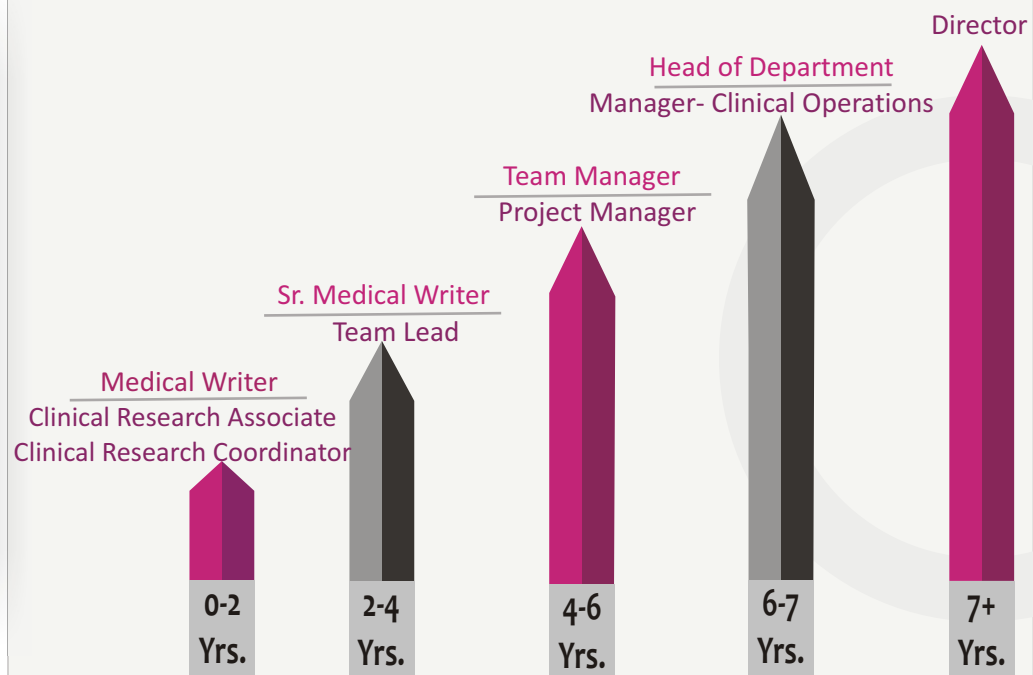 Director
Head of Department
Manager- Clinical Operations
Team Manager
Project Manager
Sr. Medical Writer
Team Lead
Medical Writer
Clinical Research Associate
Clinical Research Coordinator
0-2
Yrs.
2-4
Yrs.
4-6
Yrs.
6-7
Yrs.
7+
Yrs.